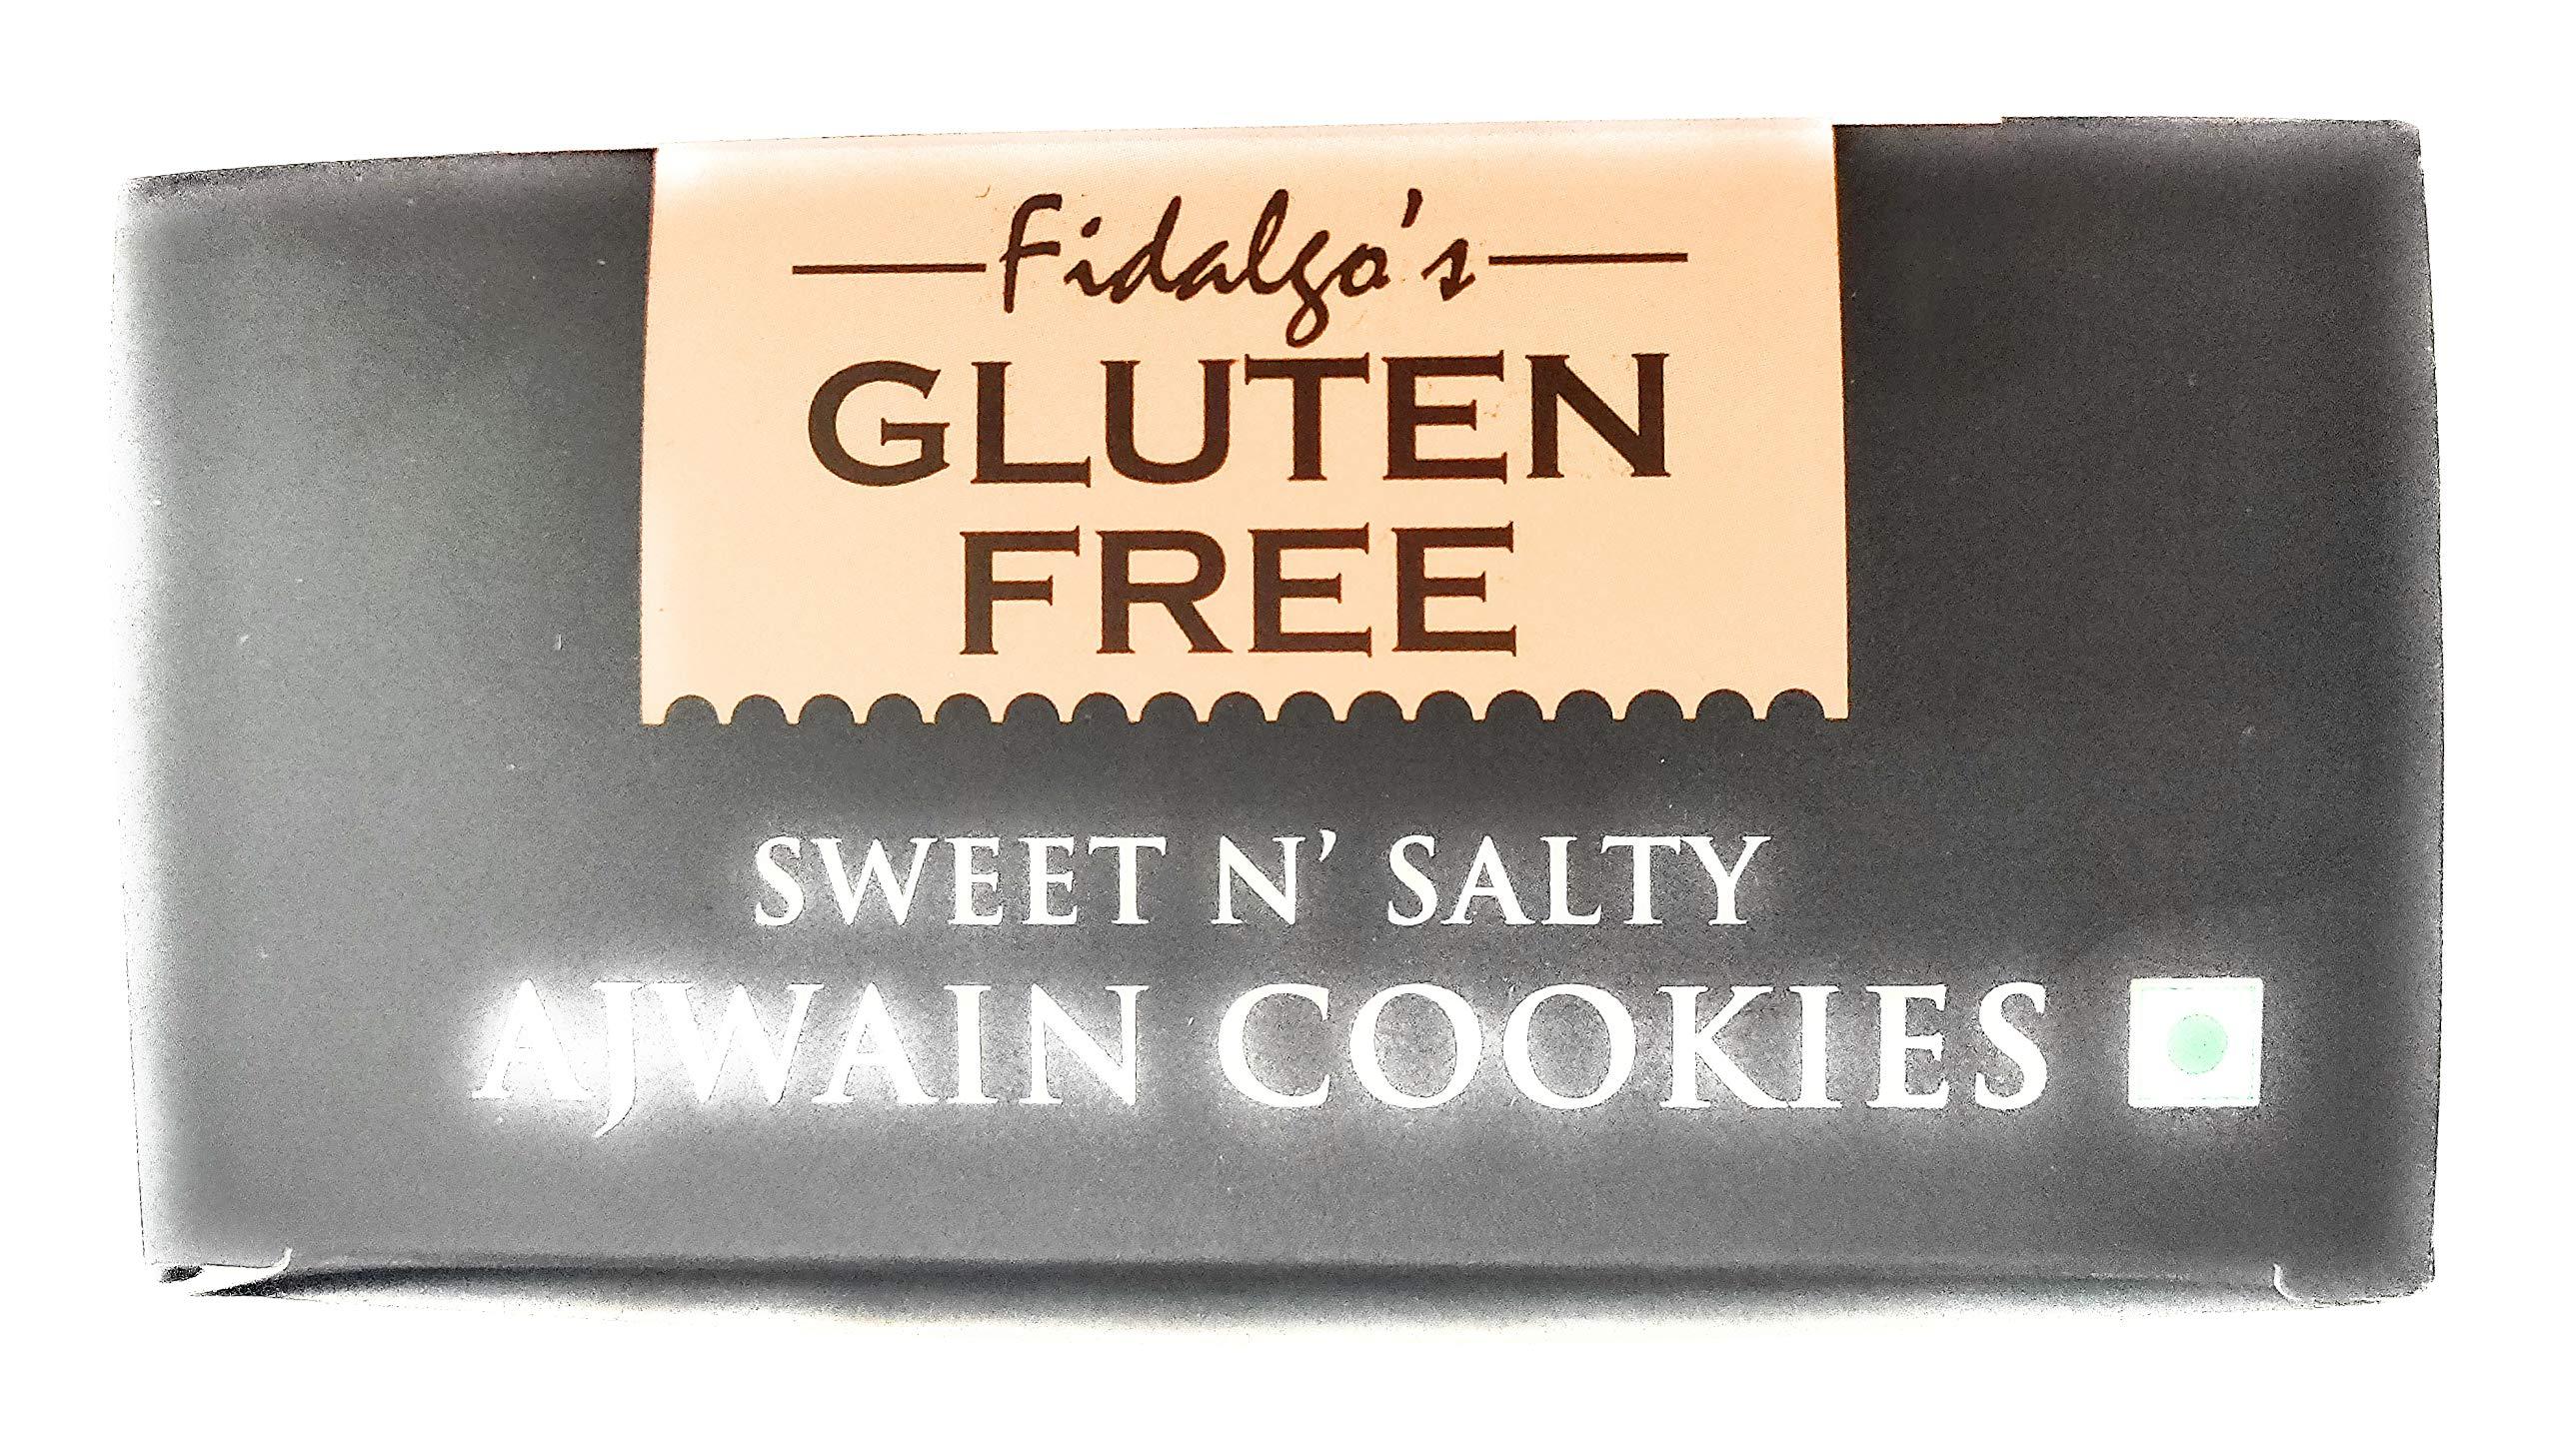 Fidalgo's
GLUTEN
FREE
SWEET N' SALTY
AJWAIN COOKIES